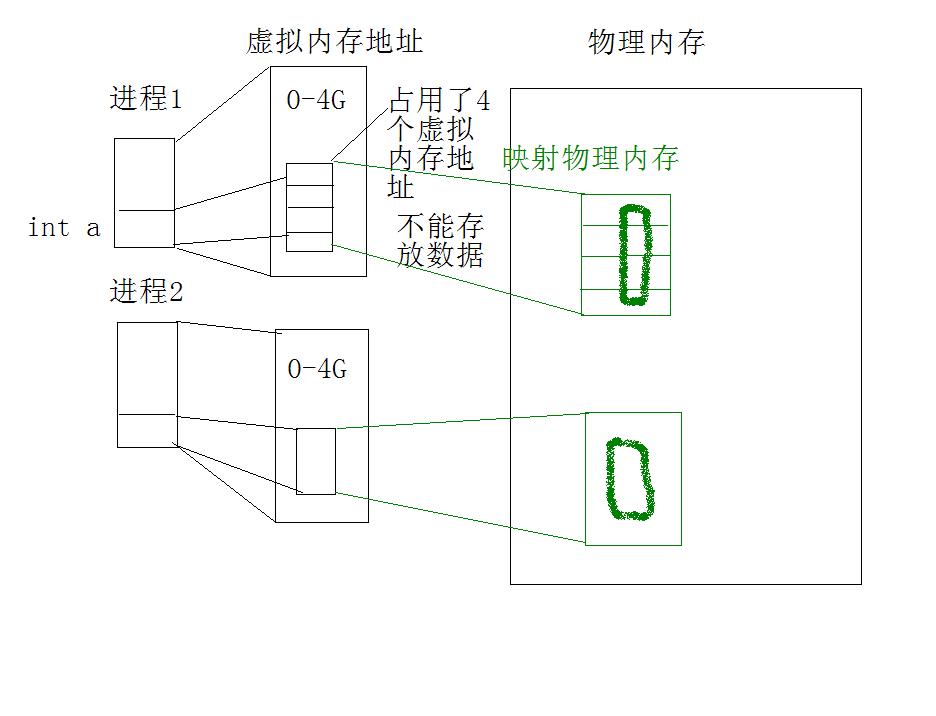 虚拟内存地址
物理内存
进程1
0-4G
占用了4
个虚拟
内存地
址
映射物理内存
int a
不能存
放数据
进程2
0-4G